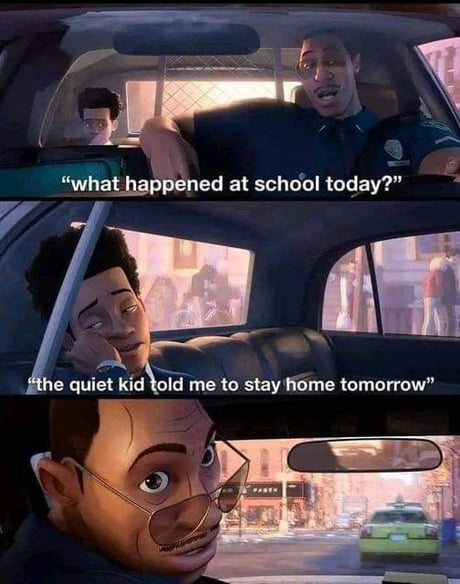 “what happened at school today?”
“the quiet kid told me to stay home tomorrow”